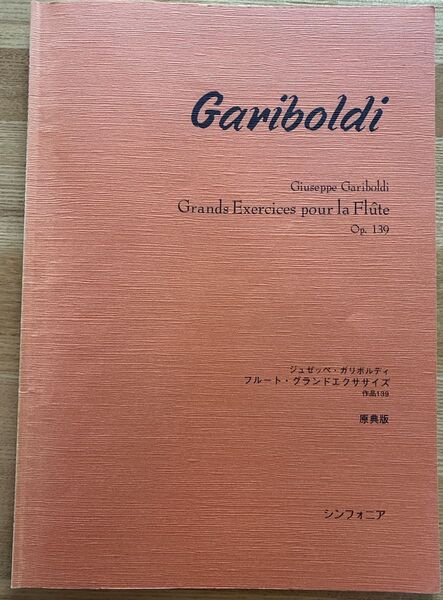 Gariboldi
Giuseppe Gariboldi
Grands Exercices pour la Flûte
Op. 139
ジュゼッペ・ガリボルディ
フルート・グランドエクササイズ
作品139
原典版
シンフォニア